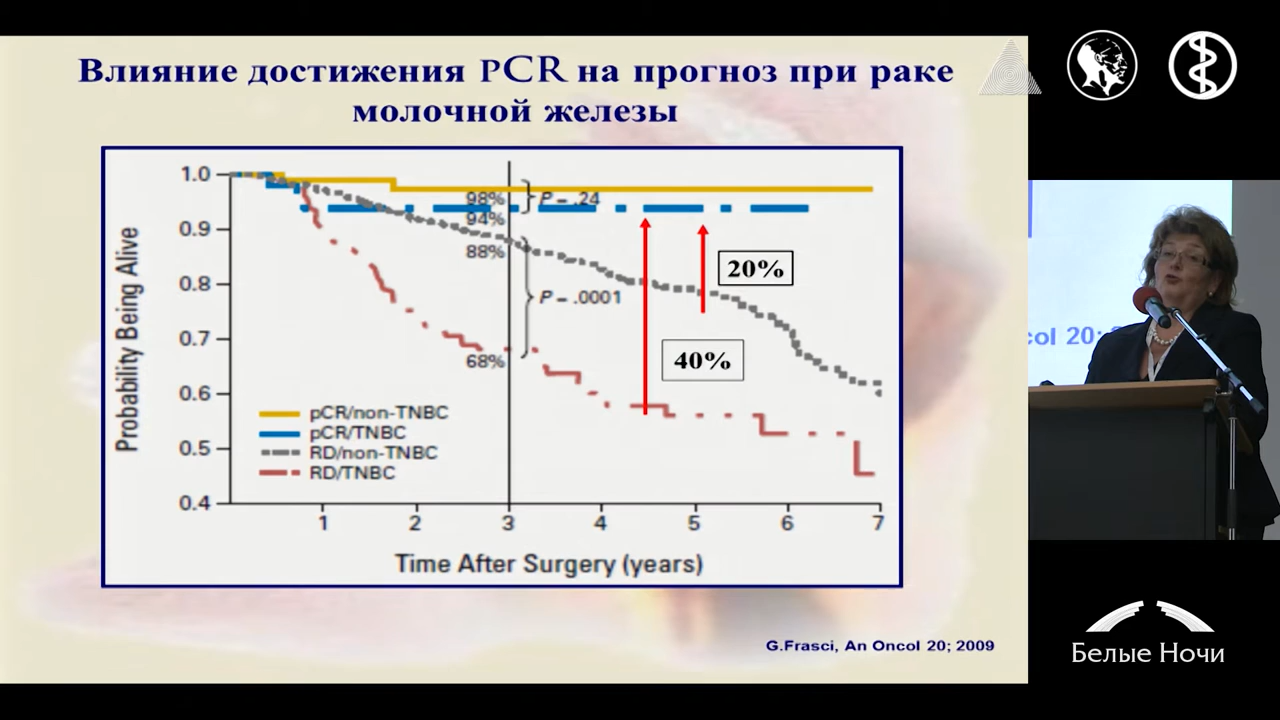 Влияние достижения pCR на прогноз при раке
молочной железы
Probability Being Alive
1.0
0.9
0.8
0.7
0.6
0.5
0.4
98%
94%
88%
68%
P = .24
P = .0001
20%
40%
pCR/non-TNBC
pCR/TNBC
RD/non-TNBC
RD/TNBC
1 2 3 4 5 6 7
Time After Surgery (years)
G.Frasci, An Oncol 20; 2009
col 20;
Белые Ночи